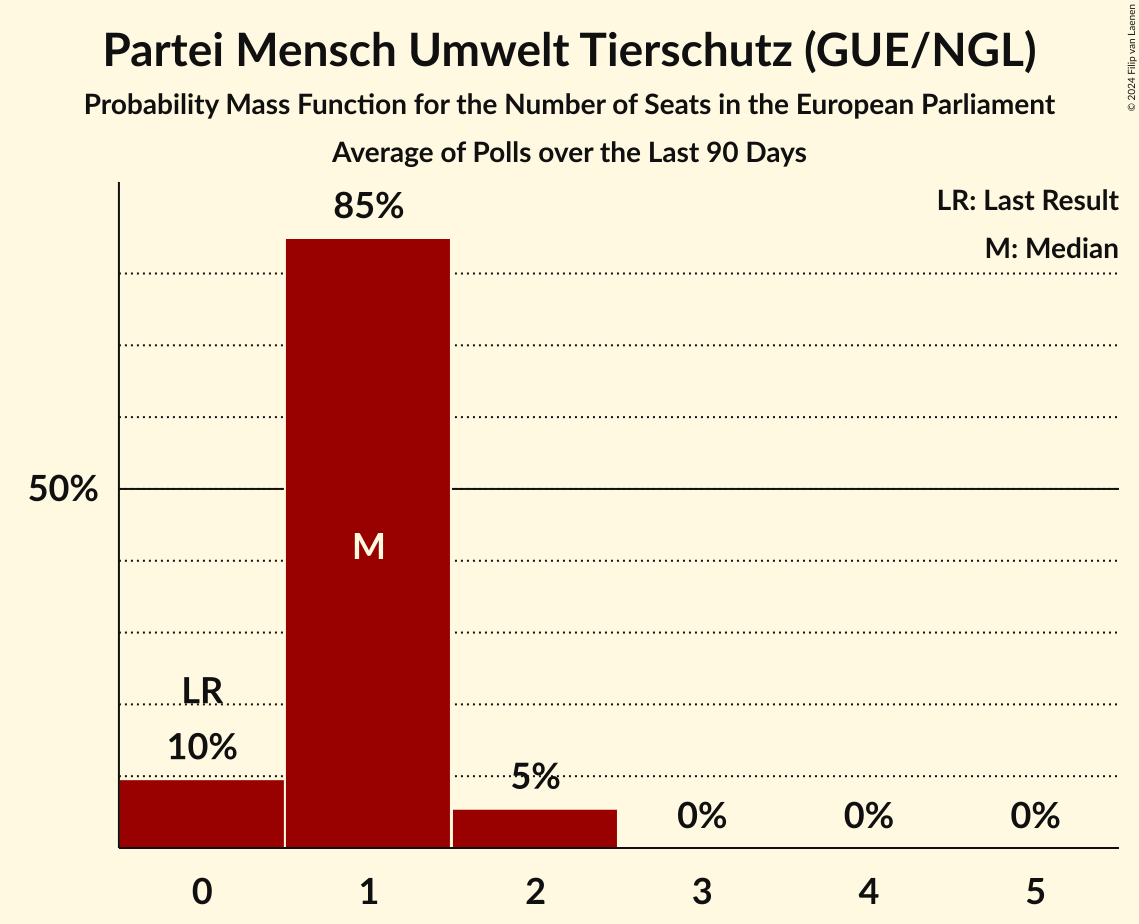 Partei Mensch Umwelt Tierschutz (GUE/NGL)
Probability Mass Function for the Number of Seats in the European Parliament
Average of Polls over the Last 90 Days
© 2024 Filip van Laenen
LR: Last Result
M: Median
85%
50%
M
LR
10%
5%
0%
0%
0%
0
1
2
3
4
5